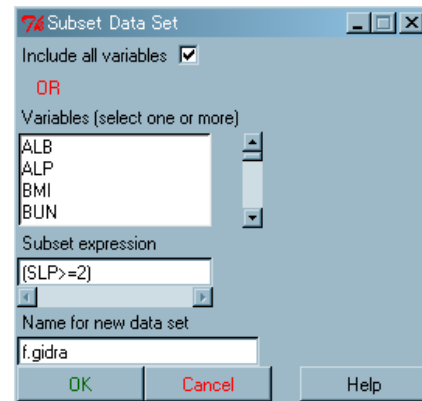 Subset Data Set
Include all variables
OR
Variables (select one or more)
ALB
ALP
BMI
BUN
Subset expression
(SLP>=2)
Name for new data set
f.gidra
OK Cancel Help